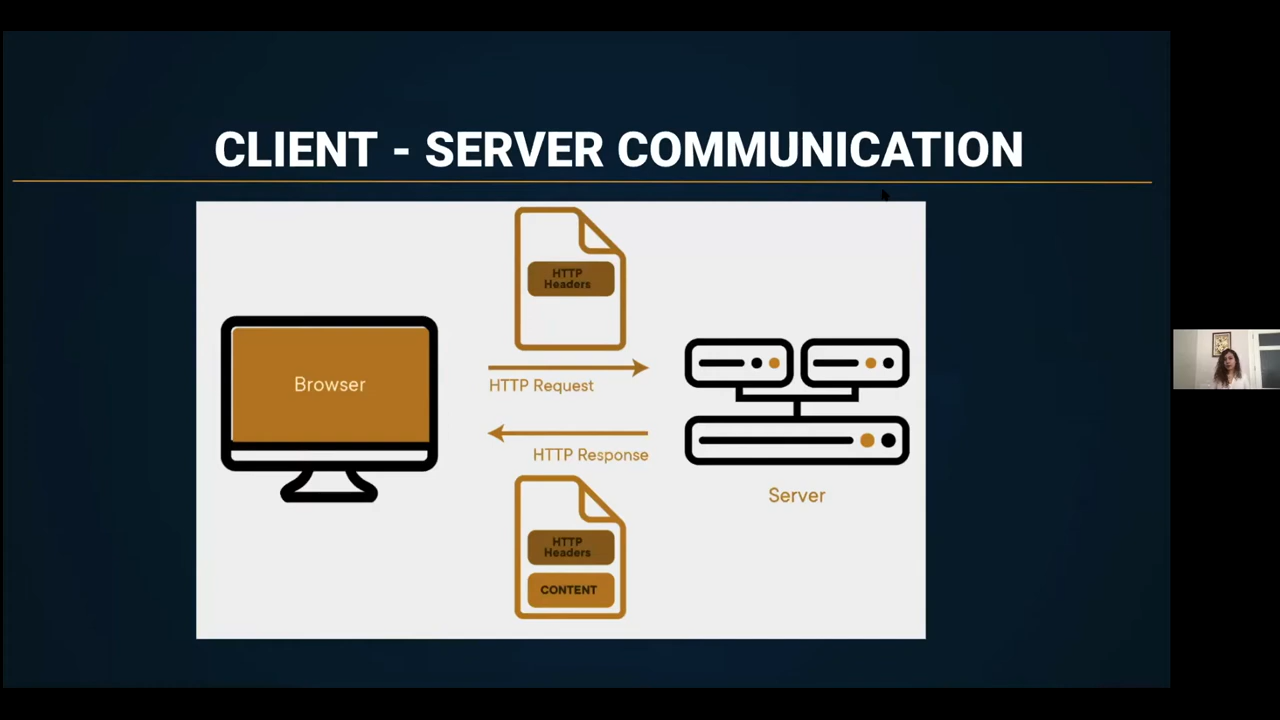 CLIENT - SERVER COMMUNICATION
HTTP
Headers
Browser
HTTP Request
HTTP Response
Server
HTTP
Headers
CONTENT